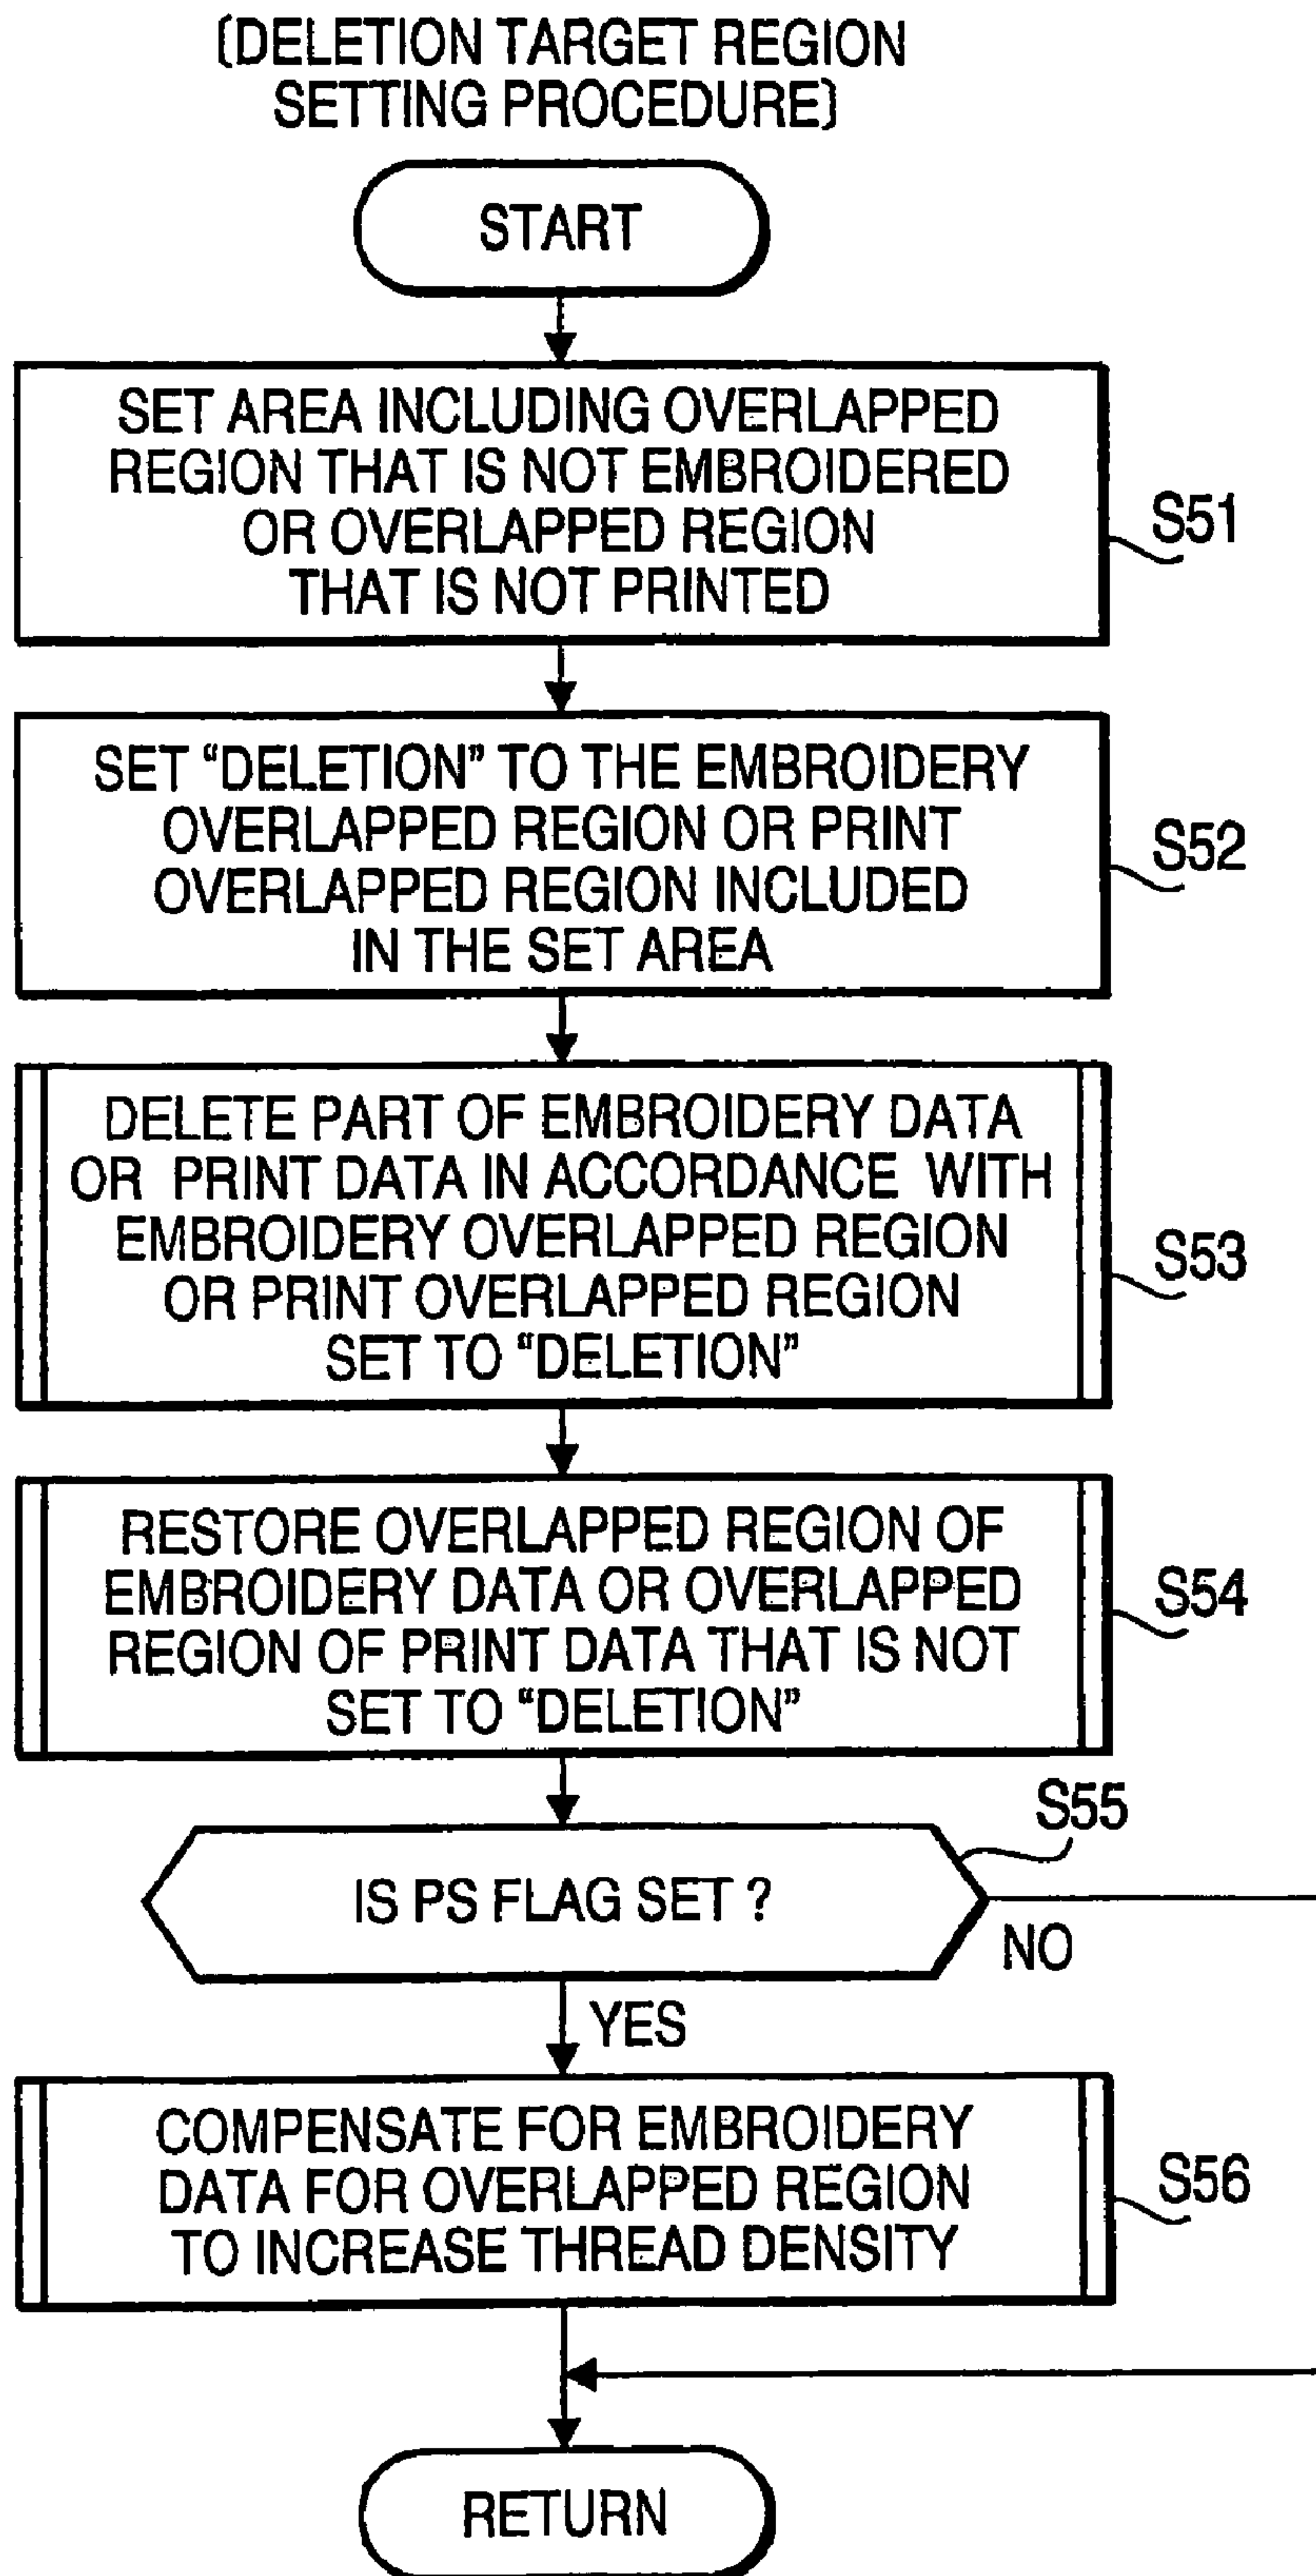 [DELETION TARGET REGION
SETTING PROCEDURE]
START
SET AREA INCLUDING OVERLAPPED
REGION THAT IS NOT EMBROIDERED
OR OVERLAPPED REGION
THAT IS NOT PRINTED
S51
SET “DELETION” TO THE EMBROIDERY
OVERLAPPED REGION OR PRINT
OVERLAPPED REGION INCLUDED
IN THE SET AREA
S52
DELETE PART OF EMBROIDERY DATA
OR PRINT DATA IN ACCORDANCE WITH
EMBROIDERY OVERLAPPED REGION
OR PRINT OVERLAPPED REGION
SET TO “DELETION”
S53
RESTORE OVERLAPPED REGION OF
EMBROIDERY DATA OR OVERLAPPED
REGION OF PRINT DATA THAT IS NOT
SET TO “DELETION”
S54
S55
IS PS FLAG SET ?
NO
YES
COMPENSATE FOR EMBROIDERY
DATA FOR OVERLAPPED REGION
TO INCREASE THREAD DENSITY
S56
RETURN